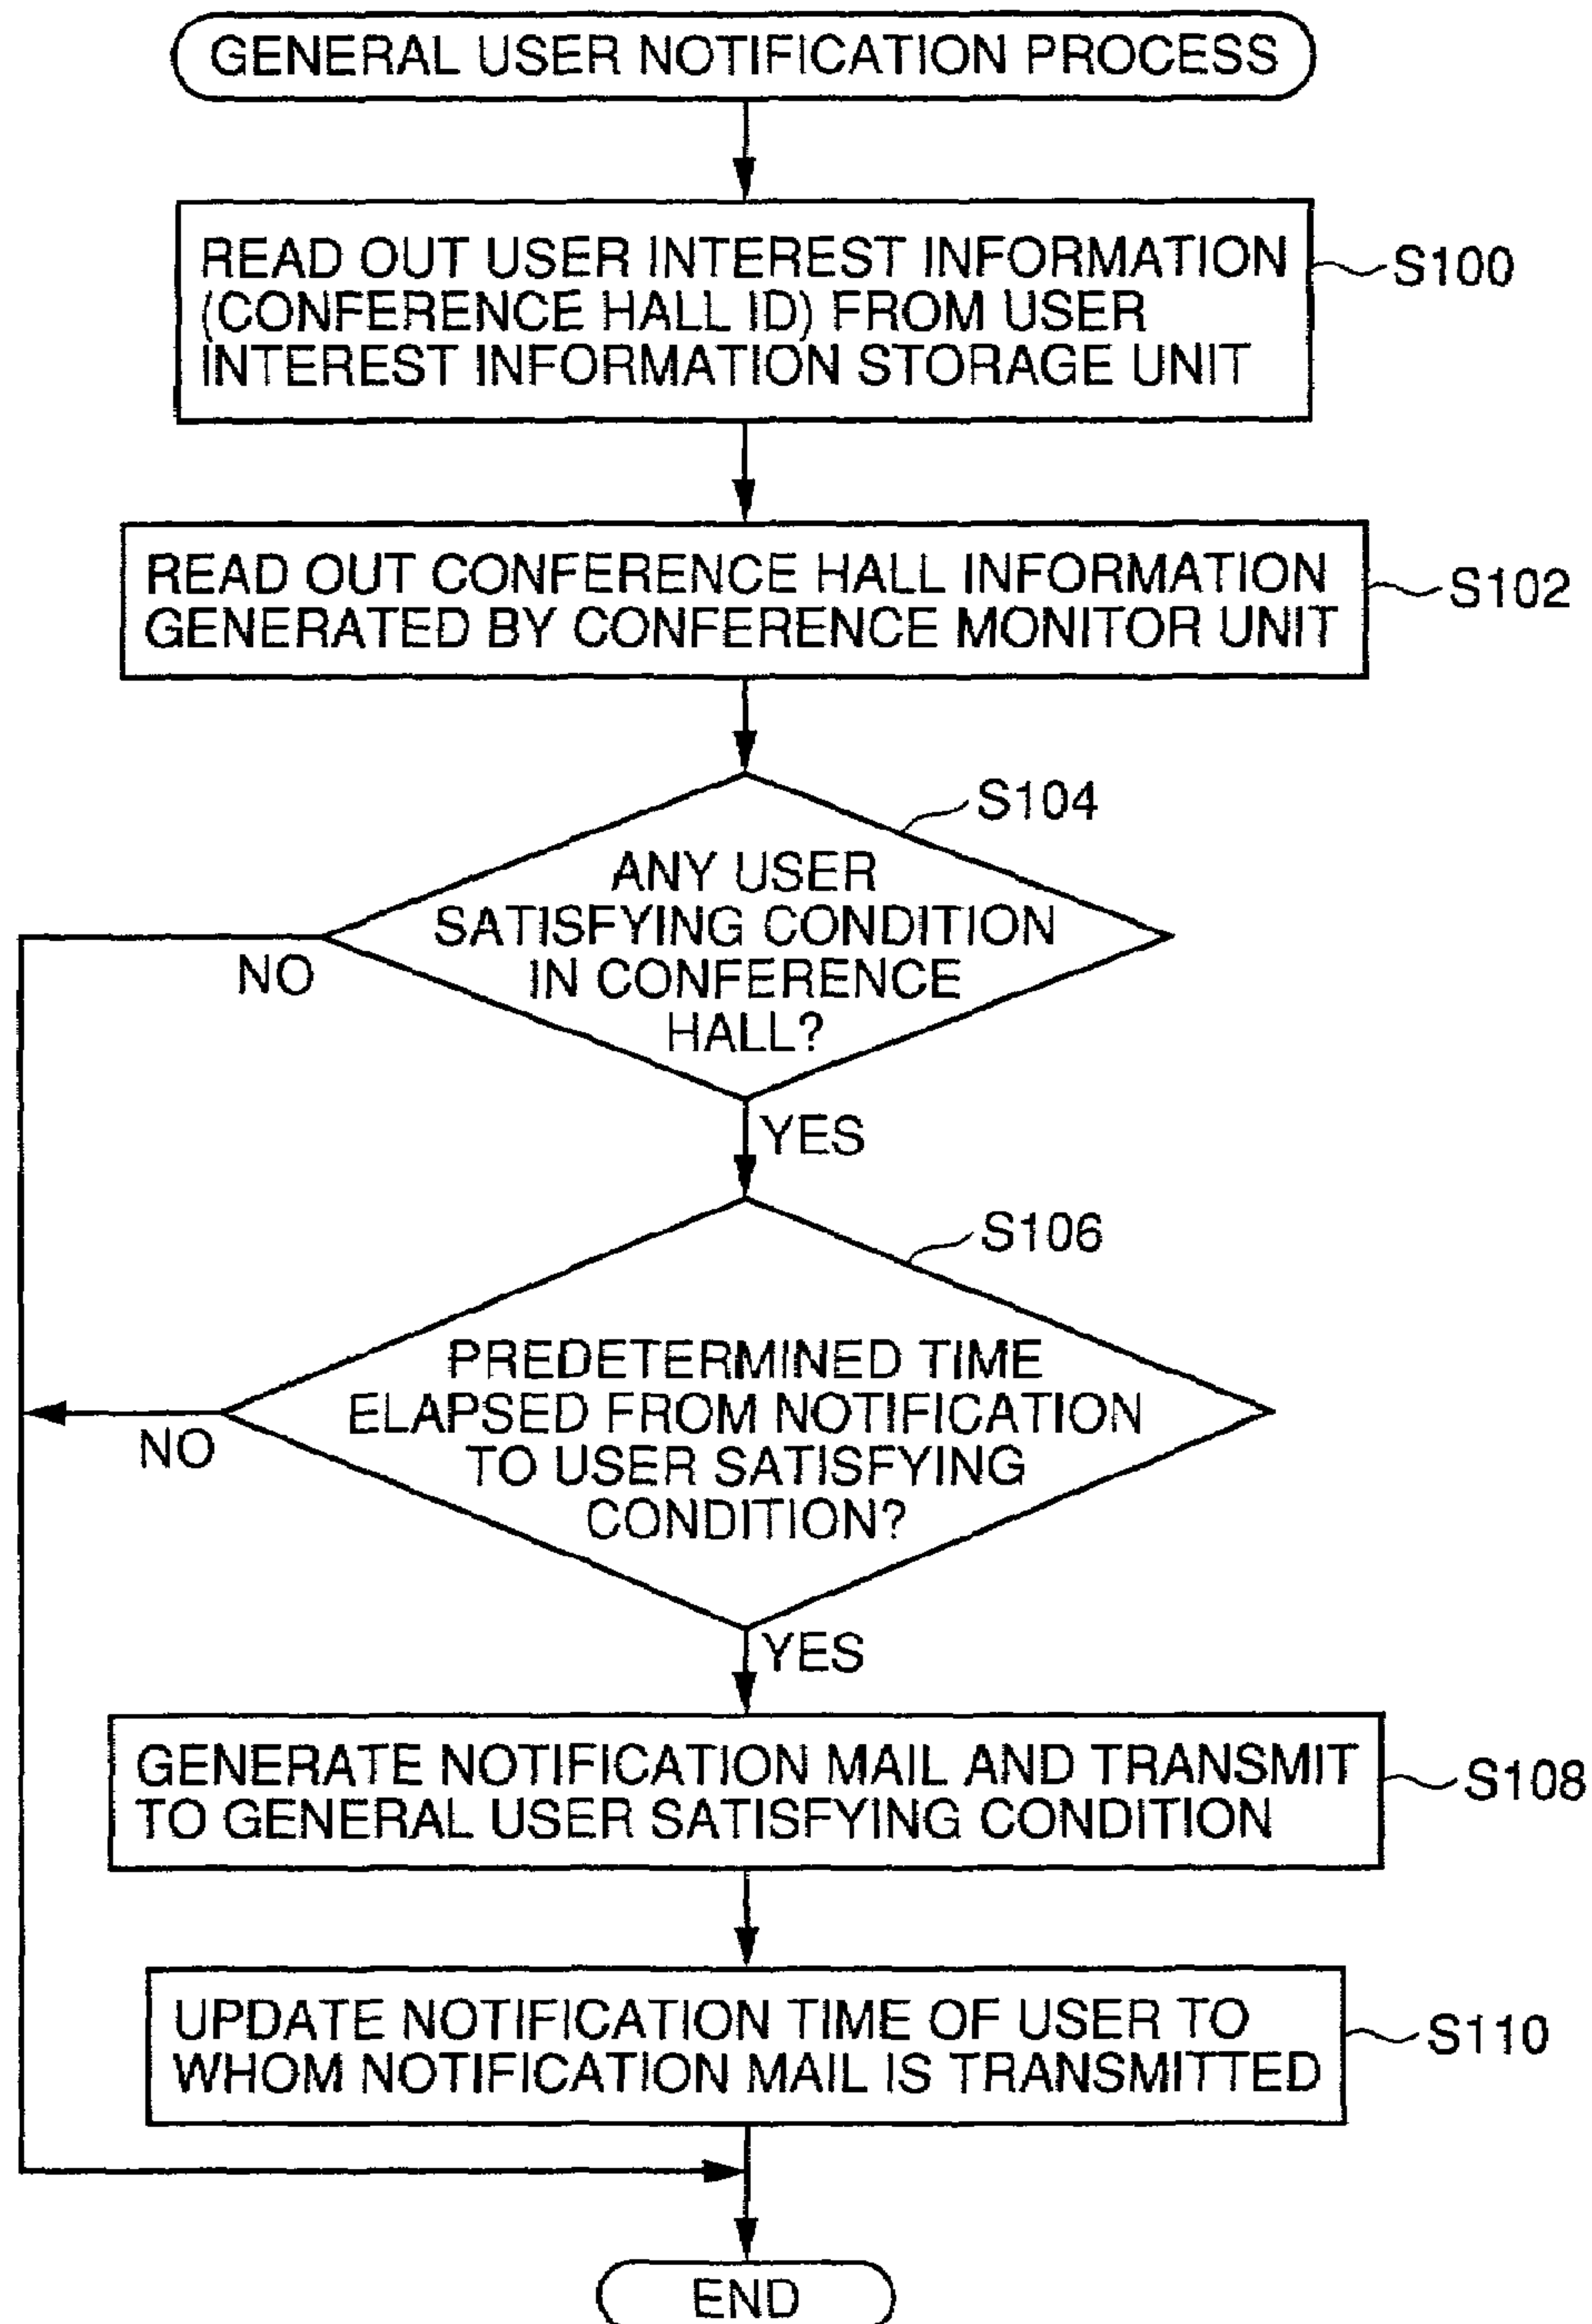 GENERAL USER NOTIFICATION PROCESS
READ OUT USER INTEREST INFORMATION
(CONFERENCE HALL ID) FROM USER
INTEREST INFORMATION STORAGE UNIT
S100
READ OUT CONFERENCE HALL INFORMATION
GENERATED BY CONFERENCE MONITOR UNIT
S102
S104
ANY USER
SATISFYING CONDITION
IN CONFERENCE
HALL?
NO
YES
S106
PREDETERMINED TIME
ELAPSED FROM NOTIFICATION
TO USER SATISFYING
CONDITION?
NO
YES
GENERATE NOTIFICATION MAIL AND TRANSMIT
TO GENERAL USER SATISFYING CONDITION
S108
UPDATE NOTIFICATION TIME OF USER TO
WHOM NOTIFICATION MAIL IS TRANSMITTED
S110
END